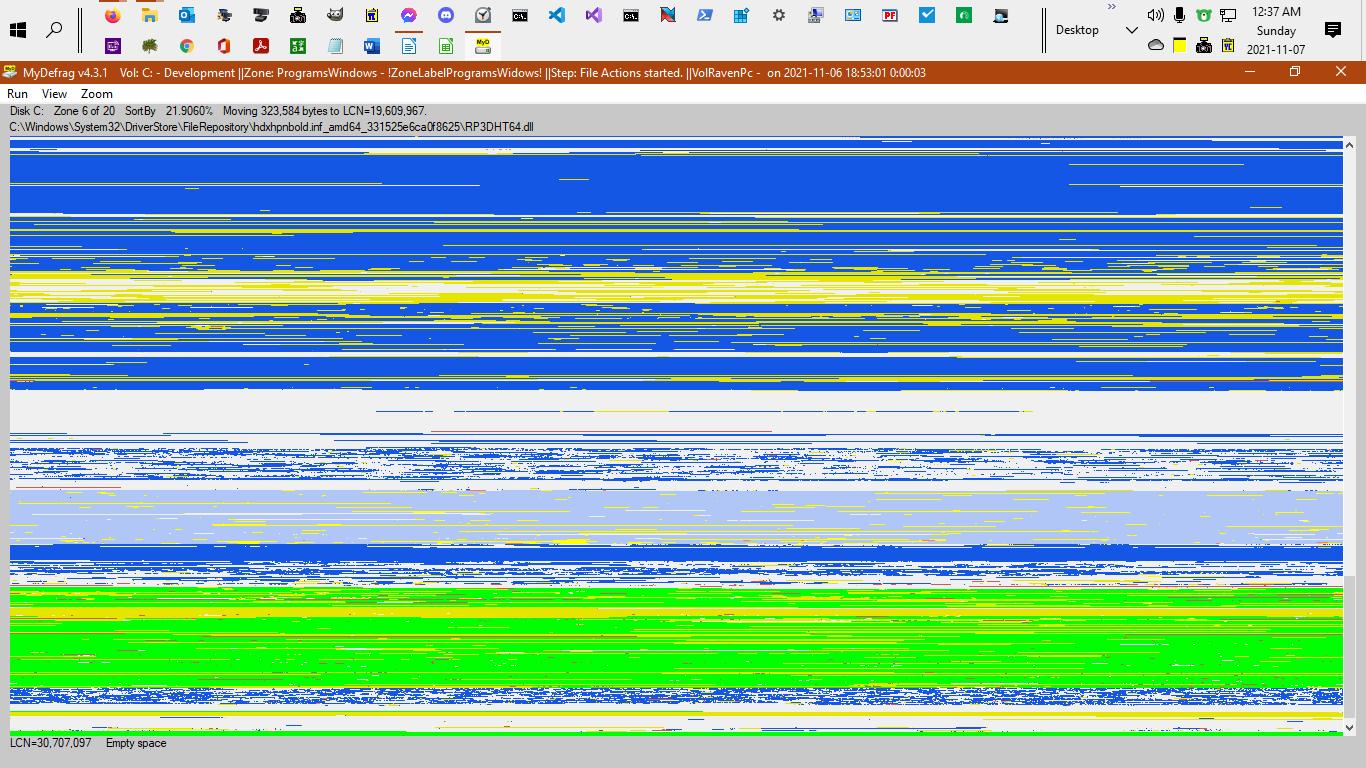 12:37 AM
Desktop
Sunday
2021-11-07
MyDefrag v4.3.1 Vol: C: - Development ||Zone: ProgramsWindows - !ZoneLabelProgramsWidows! ||Step: File Actions started. ||VolRavenPc - on 2021-11-06 18:53:01 0:00:03
Run View Zoom
Disk C: Zone 6 of 20 SortBy 21.9060% Moving 323,584 bytes to LCN=19,609,967.
C:\Windows\System32\DriverStore\FileRepository\hdxhpnbold.inf_amd64_331525e6ca0f8625\RP3DHT64.dll
LCN=30,707,097 Empty space